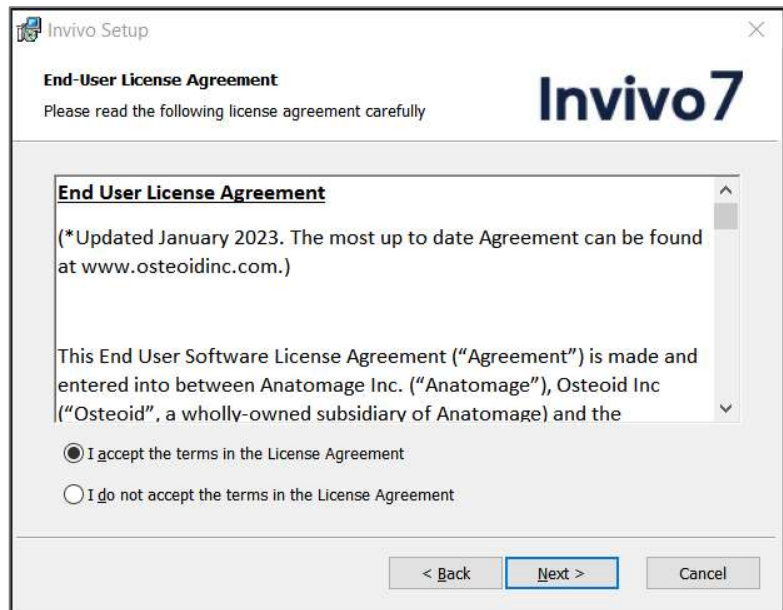 Invivo Setup
End-User License Agreement
Please read the following license agreement carefully
Invivo7
End User License Agreement
(*Updated January 2023. The most up to date Agreement can be found
at www.osteoidinc.com.)
This End User Software License Agreement (“Agreement”) is made and
entered into between Anatomage Inc. (“Anatomage”), Osteoid Inc
(“Osteoid”, a wholly-owned subsidiary of Anatomage) and the
I accept the terms in the License Agreement
I do not accept the terms in the License Agreement
< Back Next > Cancel